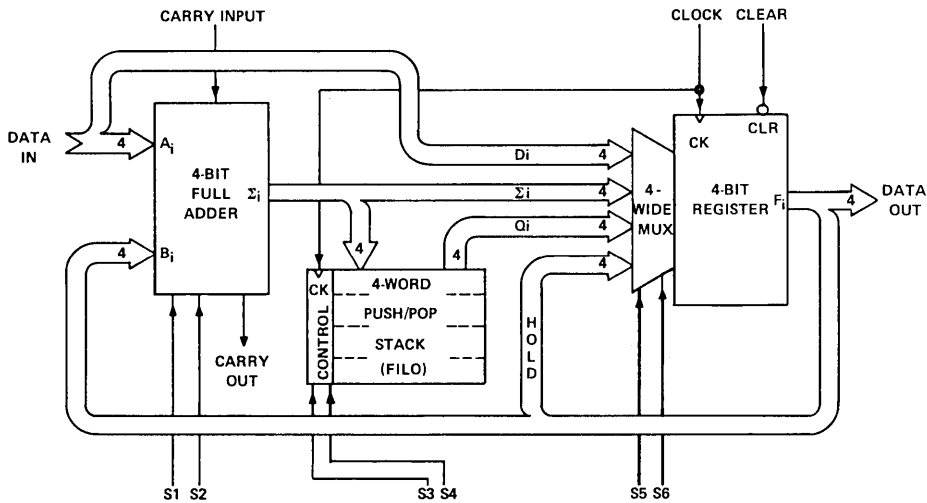 CARRY INPUT
CLOCK CLEAR
DATA
IN
4
Ai
4-BIT
FULL
ADDER
Σi
4
Bi
CARRY
OUT
S1 S2
Di 4
Σi 4
Qi 4
4
4
4
CK
CONTROL
4-WORD
PUSH/POP
STACK
(FILO)
S3 S4
HOLD
4-
WIDE
MUX
S5 S6
CK
CLR
4-BIT
REGISTER
Fi
4
DATA
OUT